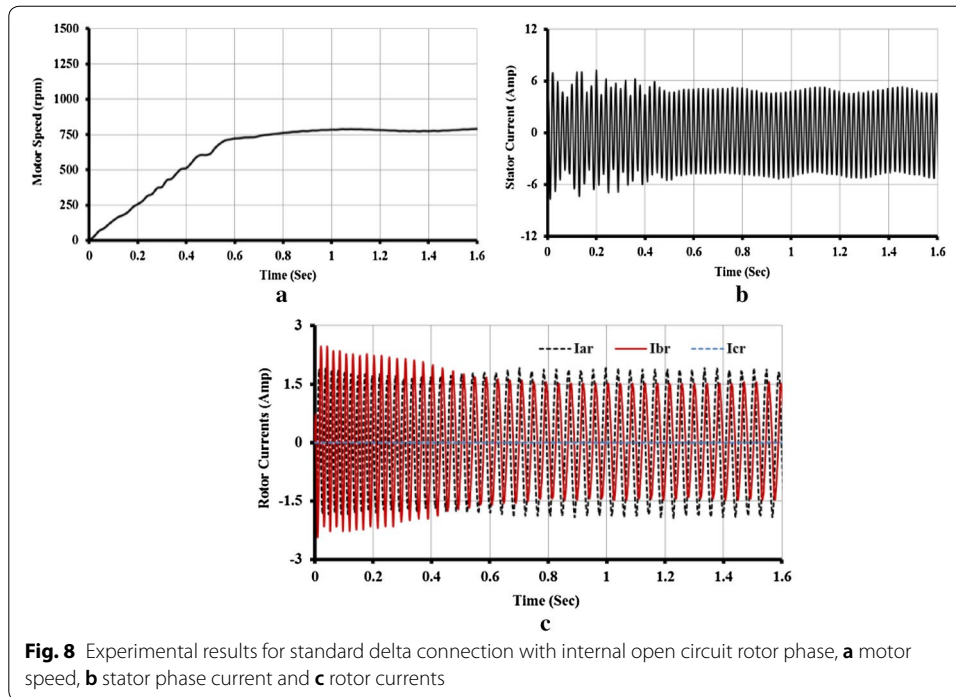 1500
1250
1000
750
500
250
0
Motor Speed (rpm)
0 0.2 0.4 0.6 0.8 1 1.2 1.4 1.6
Time (Sec)
a
12
6
0
-6
-12
Stator Current (Amp)
0 0.2 0.4 0.6 0.8 1 1.2 1.4 1.6
Time (Sec)
b
3
1.5
0
-1.5
-3
Rotor Currents (Amp)
Iar Ibr Icr
0 0.2 0.4 0.6 0.8 1 1.2 1.4 1.6
Time (Sec)
c
Fig. 8 Experimental results for standard delta connection with internal open circuit rotor phase, a motor
speed, b stator phase current and c rotor currents